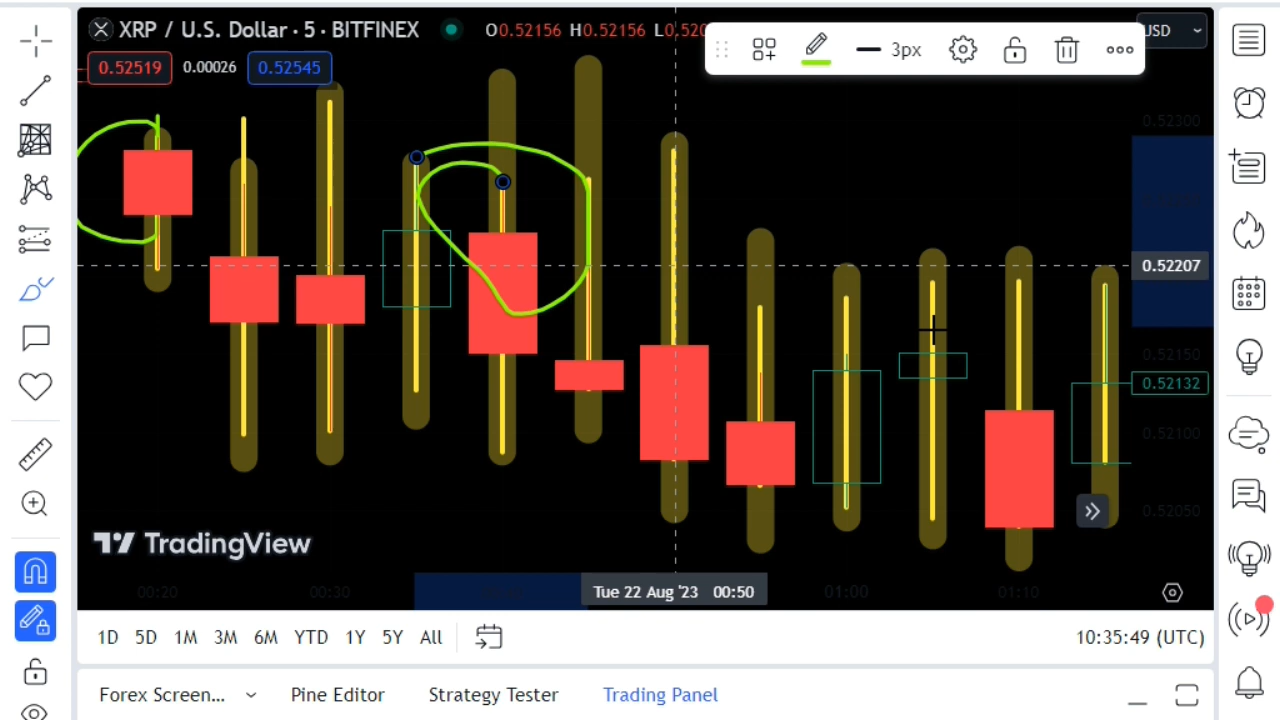 XRP / U.S. Dollar · 5 · BITFINEX
O0.52156 H0.52156 L0.520
USD
0.52519 0.00026 0.52545
3px
0.52300
0.52207
0.52150
0.52132
0.52100
0.52050
TradingView
00:20 00:30 Tue 22 Aug '23 00:50 01:00 01:10
1D 5D 1M 3M 6M YTD 1Y 5Y All 10:35:49 (UTC)
Forex Screen... Pine Editor Strategy Tester Trading Panel